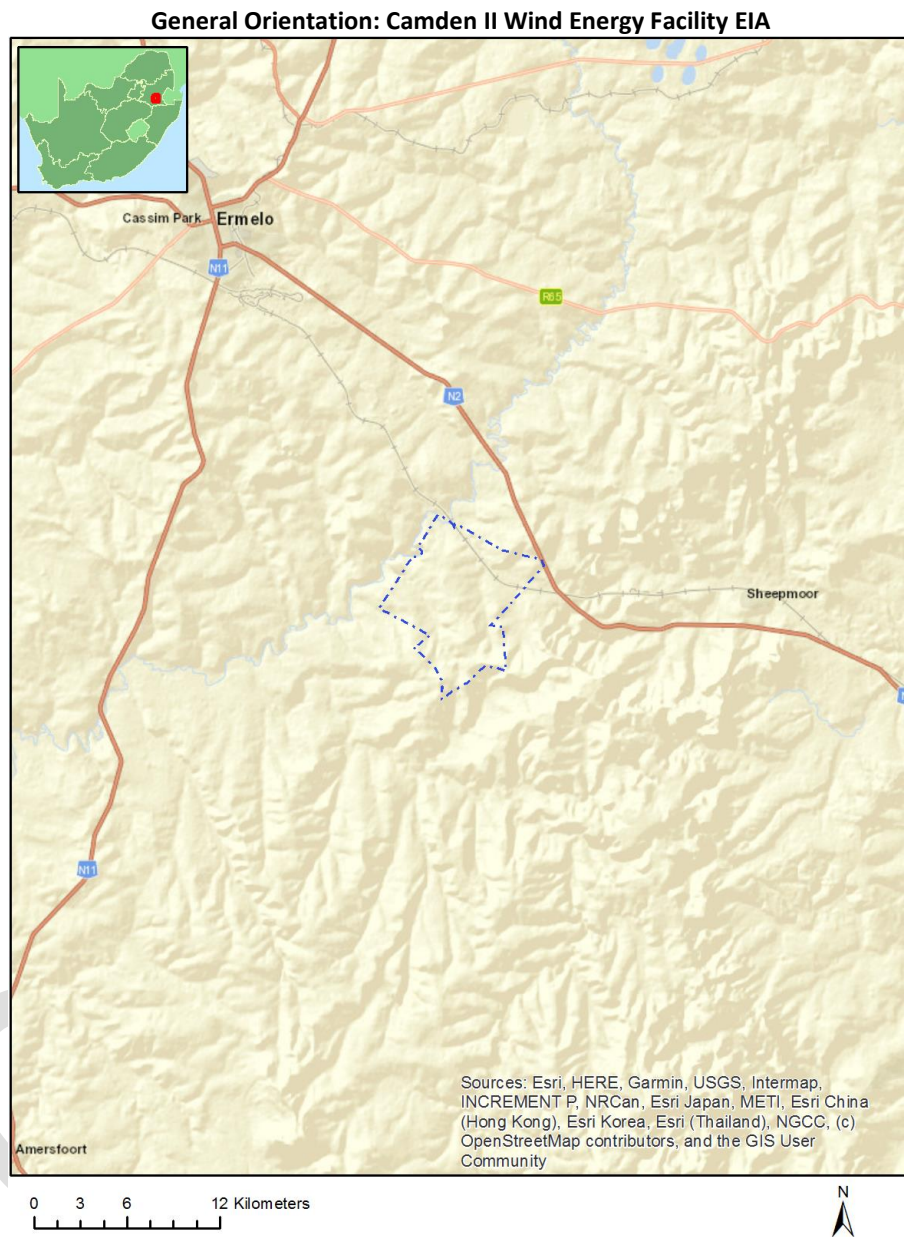 General Orientation: Camden II Wind Energy Facility EIA
Cassim Park
Ermelo
N11
R65
N2
Sheepmoor
N11
Sources: Esri, HERE, Garmin, USGS, Intermap,
INCREMENT P, NRCan, Esri Japan, METI, Esri China
(Hong Kong), Esri Korea, Esri (Thailand), NGCC, (c)
OpenStreetMap contributors, and the GIS User
Community
Amersfoort
0 3 6 12 Kilometers
N